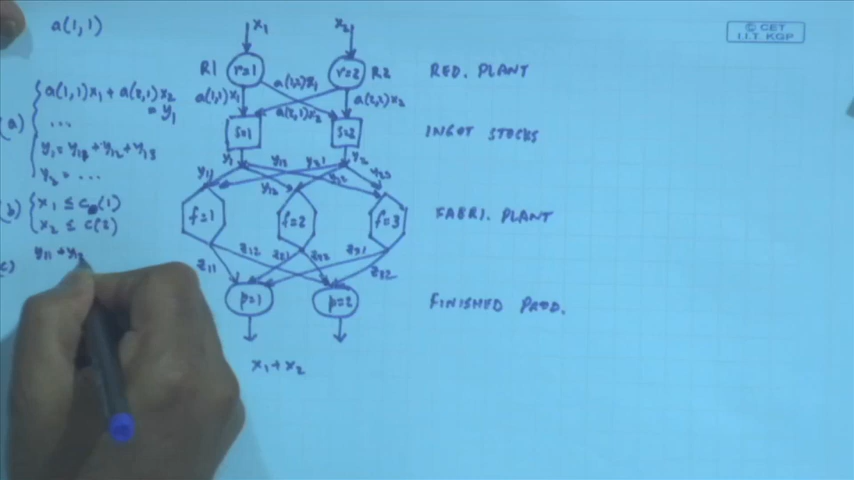 a(1,1)
© CET
I.I.T. KGP
x₁ x₂
R1 r=1 r=2 R2 RED. PLANT
a(1,1)x₁ a(1,2)x₁ a(2,1)x₂ a(2,2)x₂
(a) a(1,1)x₁ + a(2,1)x₂
= y₁
...
y₁ = y₁₁ + y₁₂ + y₁₃
y₂ = ...
s=1 s=2 INGOT STOCKS
y₁ y₁₃ y₂₁ y₂
y₁₁ y₁₂ y₂₂ y₂₃
(b) x₁ ≤ c(1)
x₂ ≤ c(2)
f=1 f=2 f=3 FABRI. PLANT
(c) y₁₁ + y₂
z₁₁ z₁₂ z₂₁ z₂₂ z₃₁ z₃₂
p=1 p=2 FINISHED PROD.
x₁ + x₂